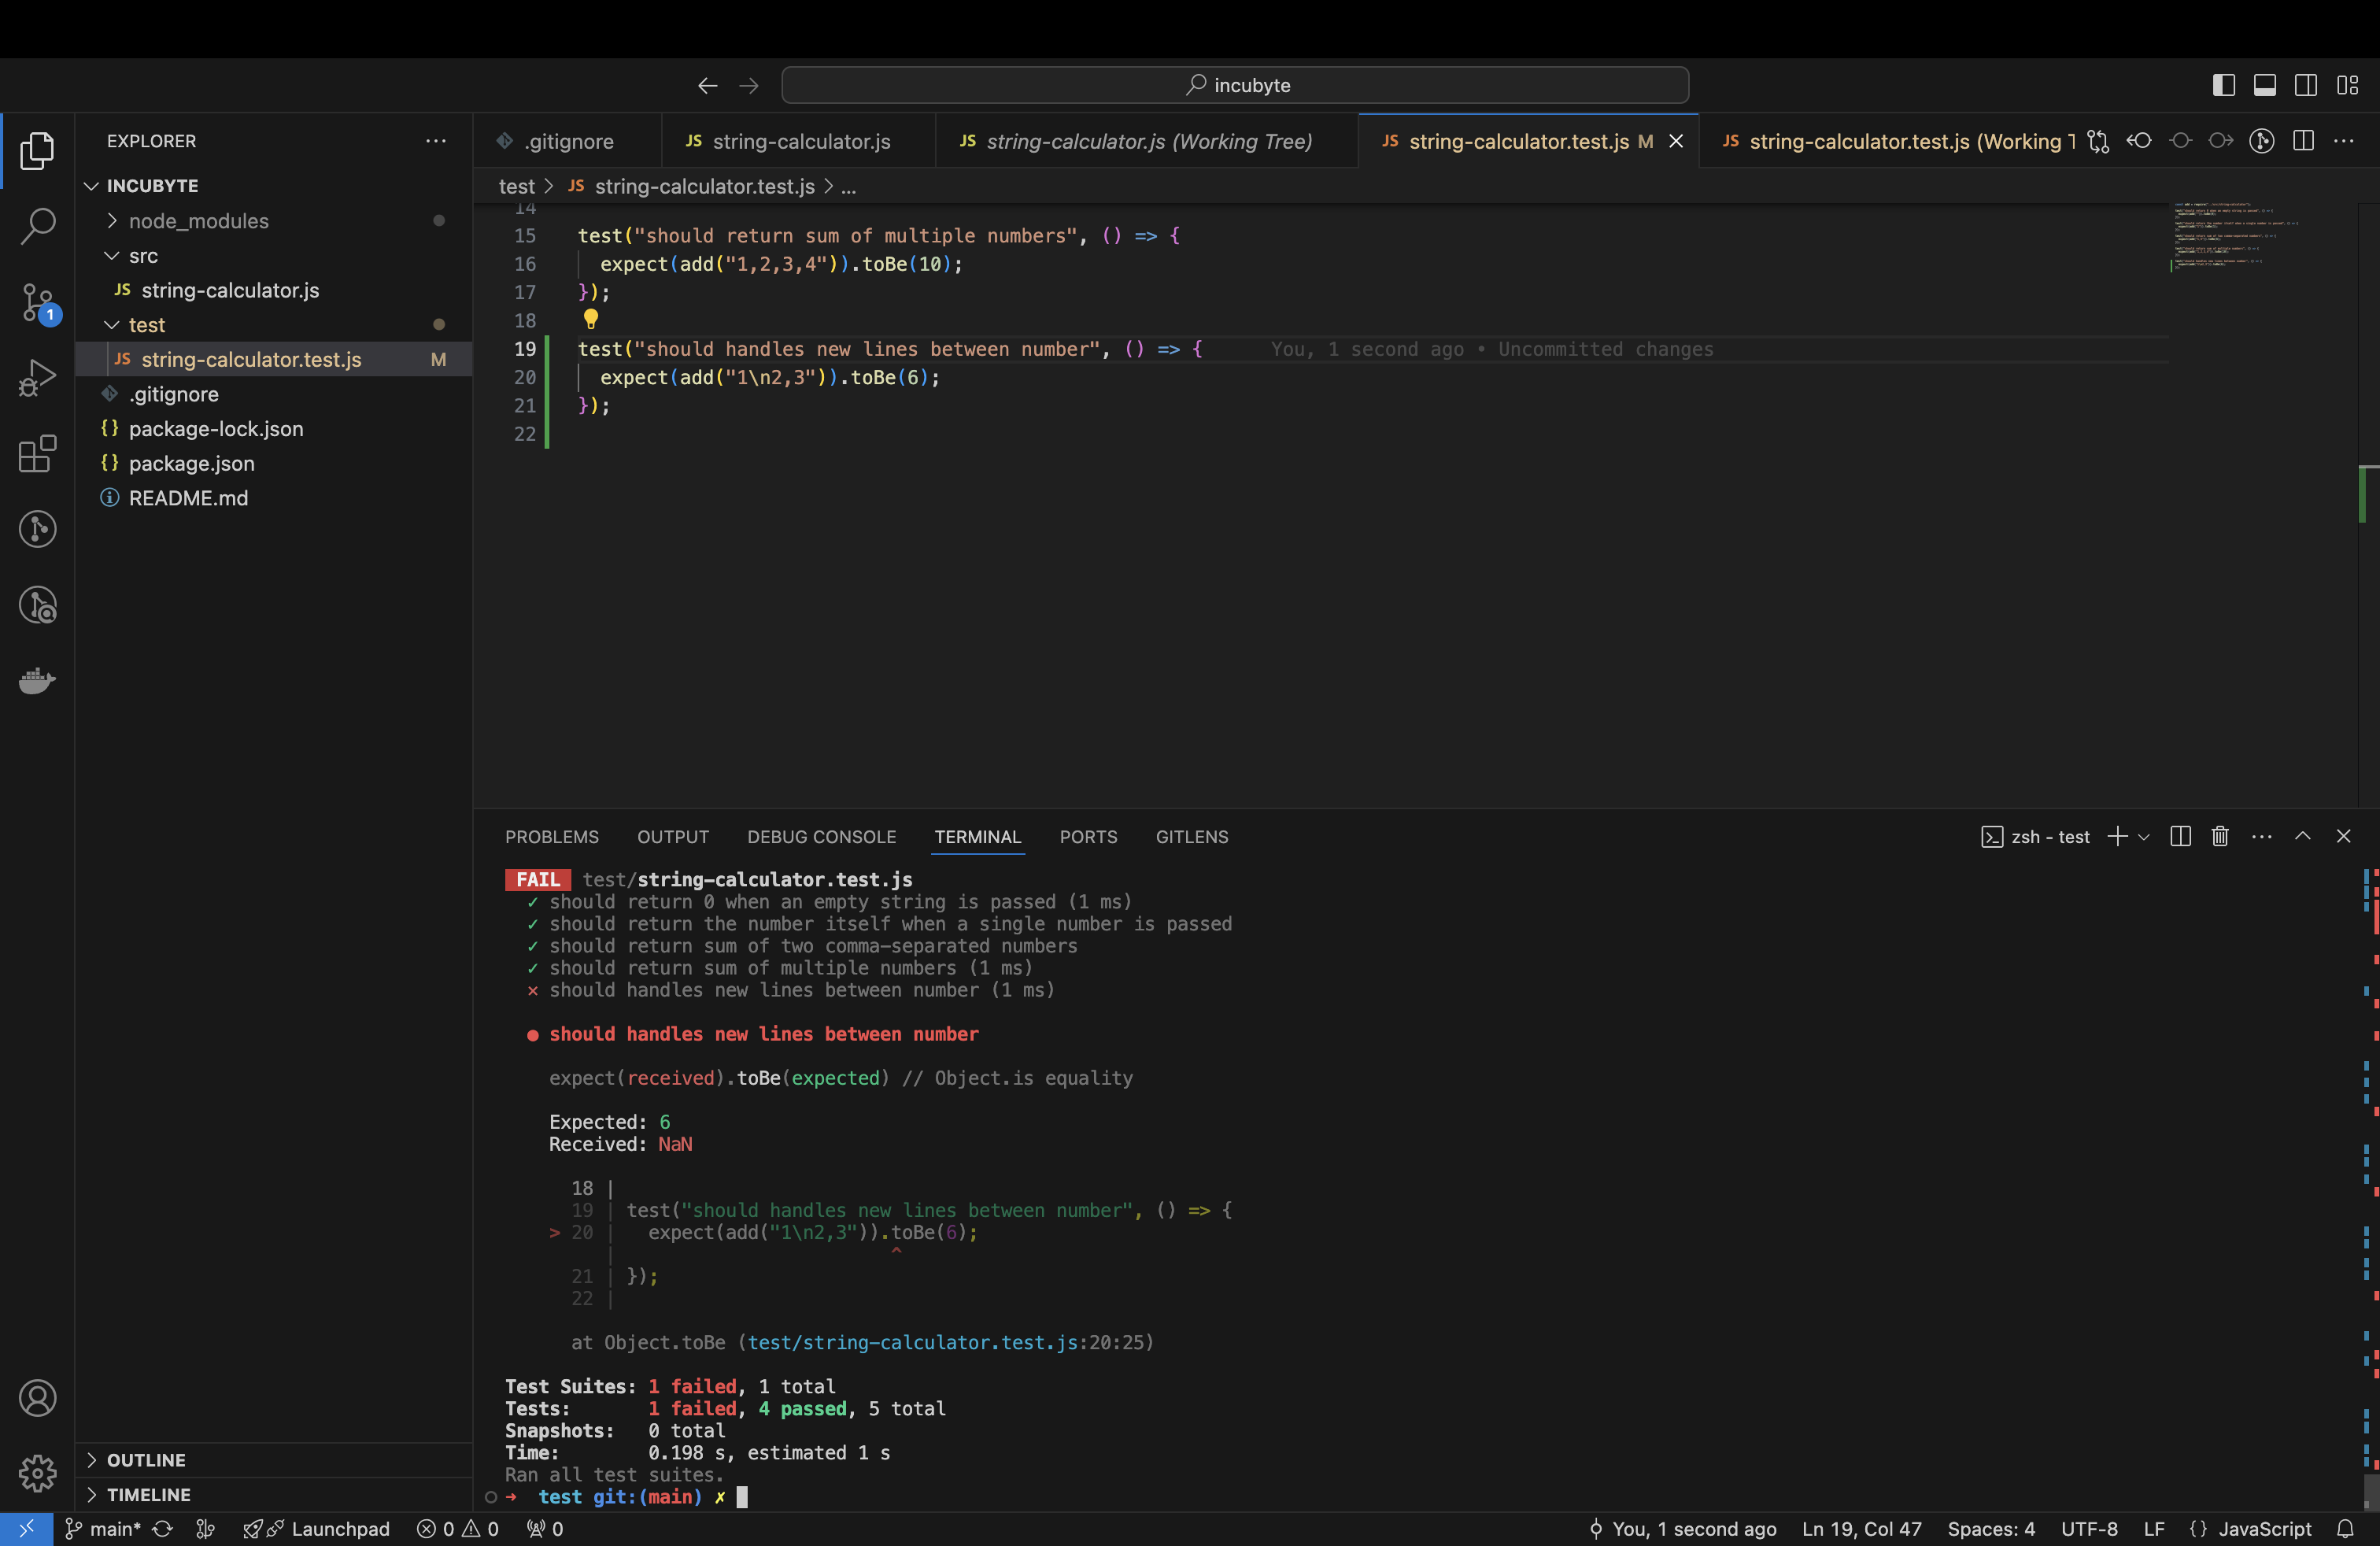 incubyte
EXPLORER
INCUBYTE
node_modules
src
JS string-calculator.js
test
JS string-calculator.test.js M
.gitignore
{} package-lock.json
{} package.json
README.md
OUTLINE
TIMELINE
1
.gitignore
JS string-calculator.js
JS string-calculator.js (Working Tree)
JS string-calculator.test.js M
JS string-calculator.test.js (Working T
test > JS string-calculator.test.js > ...
14
15 test("should return sum of multiple numbers", () => {
16 expect(add("1,2,3,4")).toBe(10);
17 });
18
19 test("should handles new lines between number", () => { You, 1 second ago • Uncommitted changes
20 expect(add("1\n2,3")).toBe(6);
21 });
22
PROBLEMS OUTPUT DEBUG CONSOLE TERMINAL PORTS GITLENS
zsh - test
FAIL test/string-calculator.test.js
✓ should return 0 when an empty string is passed (1 ms)
✓ should return the number itself when a single number is passed
✓ should return sum of two comma-separated numbers
✓ should return sum of multiple numbers (1 ms)
× should handles new lines between number (1 ms)
● should handles new lines between number
expect(received).toBe(expected) // Object.is equality
Expected: 6
Received: NaN
18 |
19 | test("should handles new lines between number", () => {
> 20 | expect(add("1\n2,3")).toBe(6);
| ^
21 | });
22 |
at Object.toBe (test/string-calculator.test.js:20:25)
Test Suites: 1 failed, 1 total
Tests: 1 failed, 4 passed, 5 total
Snapshots: 0 total
Time: 0.198 s, estimated 1 s
Ran all test suites.
➜ test git:(main) ✗
main* Launchpad 0 0 0
You, 1 second ago Ln 19, Col 47 Spaces: 4 UTF-8 LF {} JavaScript